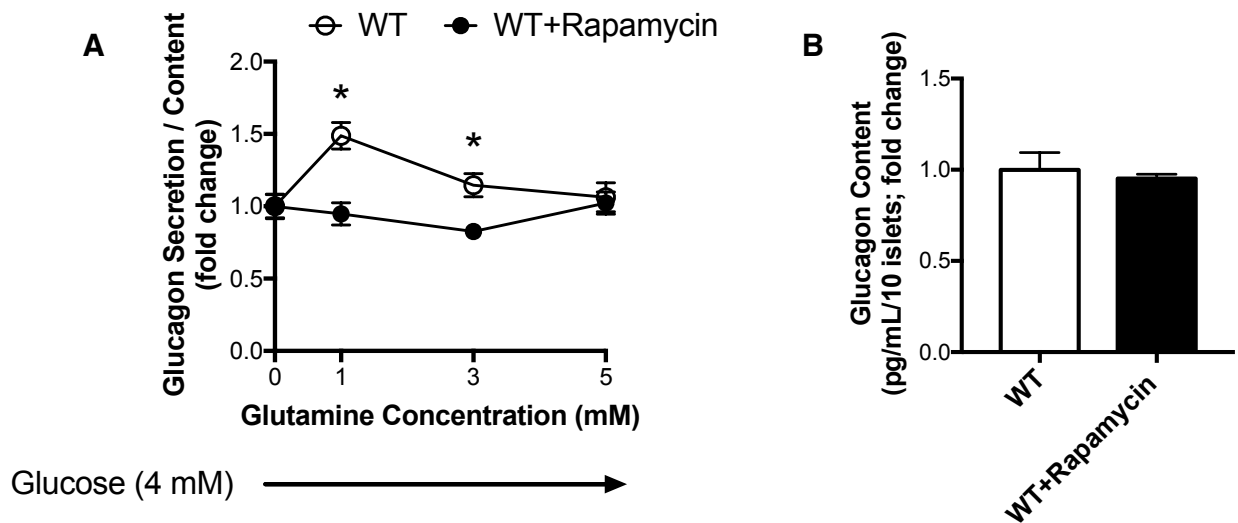 A
WT WT+Rapamycin
Glucagon Secretion / Content
(fold change)
2.0
1.5
1.0
0.5
0.0
*
*
0 1 3 5
Glutamine Concentration (mM)
Glucose (4 mM)
B
Glucagon Content
(pg/mL/10 islets; fold change)
1.5
1.0
0.5
0.0
WT
WT+Rapamycin